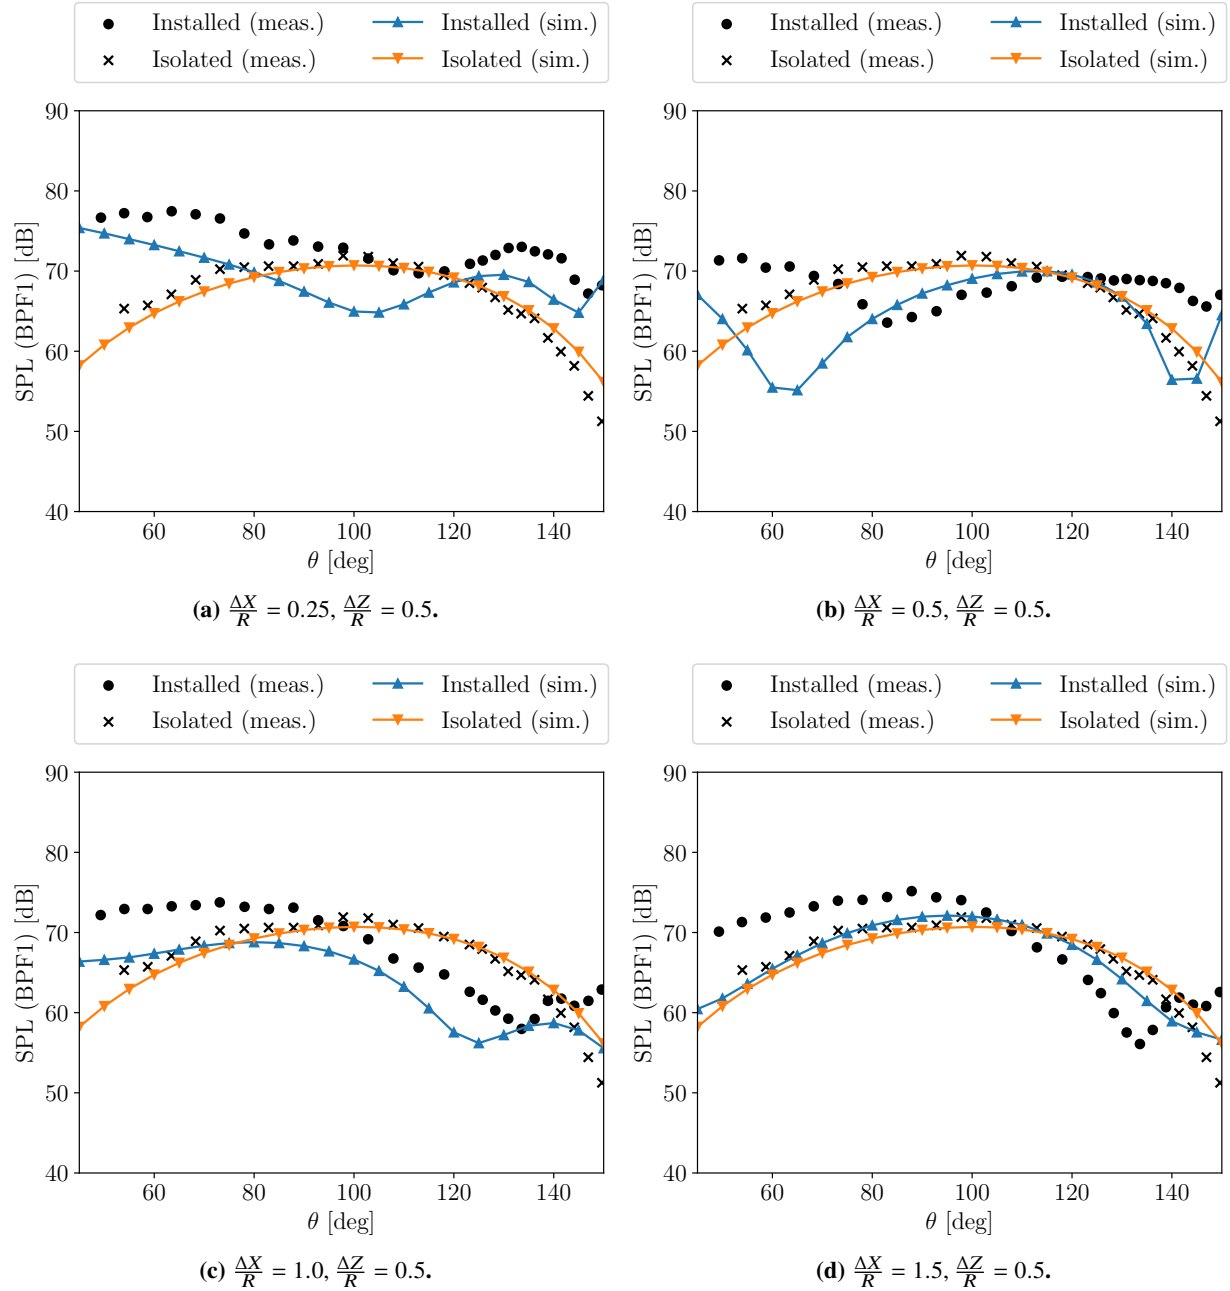 Installed (meas.) Installed (sim.)
Isolated (meas.) Isolated (sim.)
90
80
70
60
50
40
SPL (BPF1) [dB]
60 80 100 120 140
θ [deg]
(a) ΔX/R = 0.25, ΔZ/R = 0.5.
Installed (meas.) Installed (sim.)
Isolated (meas.) Isolated (sim.)
90
80
70
60
50
40
SPL (BPF1) [dB]
60 80 100 120 140
θ [deg]
(b) ΔX/R = 0.5, ΔZ/R = 0.5.
Installed (meas.) Installed (sim.)
Isolated (meas.) Isolated (sim.)
90
80
70
60
50
40
SPL (BPF1) [dB]
60 80 100 120 140
θ [deg]
(c) ΔX/R = 1.0, ΔZ/R = 0.5.
Installed (meas.) Installed (sim.)
Isolated (meas.) Isolated (sim.)
90
80
70
60
50
40
SPL (BPF1) [dB]
60 80 100 120 140
θ [deg]
(d) ΔX/R = 1.5, ΔZ/R = 0.5.